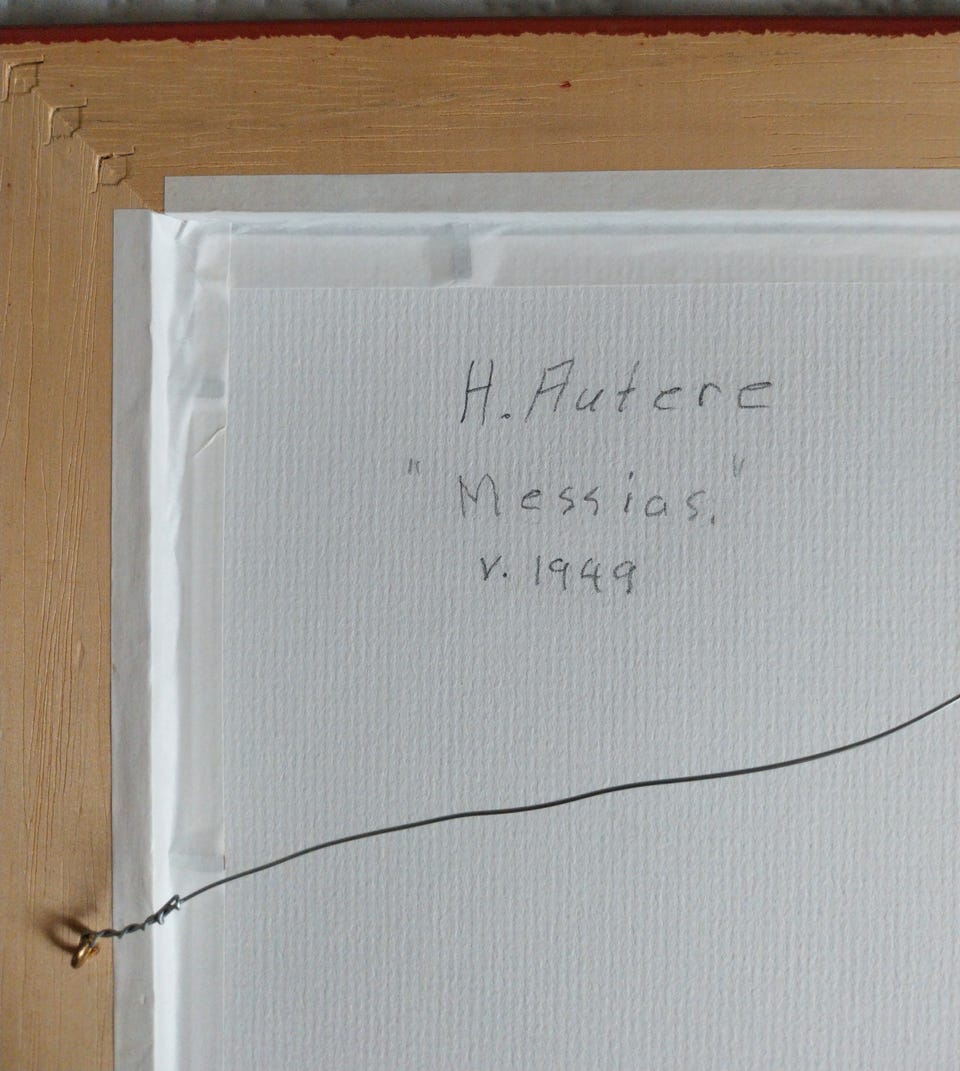 H. Autere
"Messias."
v. 1949